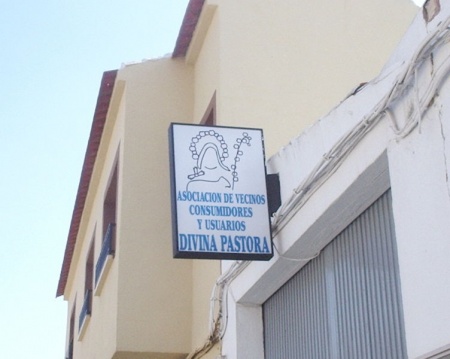 ASOCIACION DE VECINOS
CONSUMIDORES
Y USUARIOS
DIVINA PASTORA